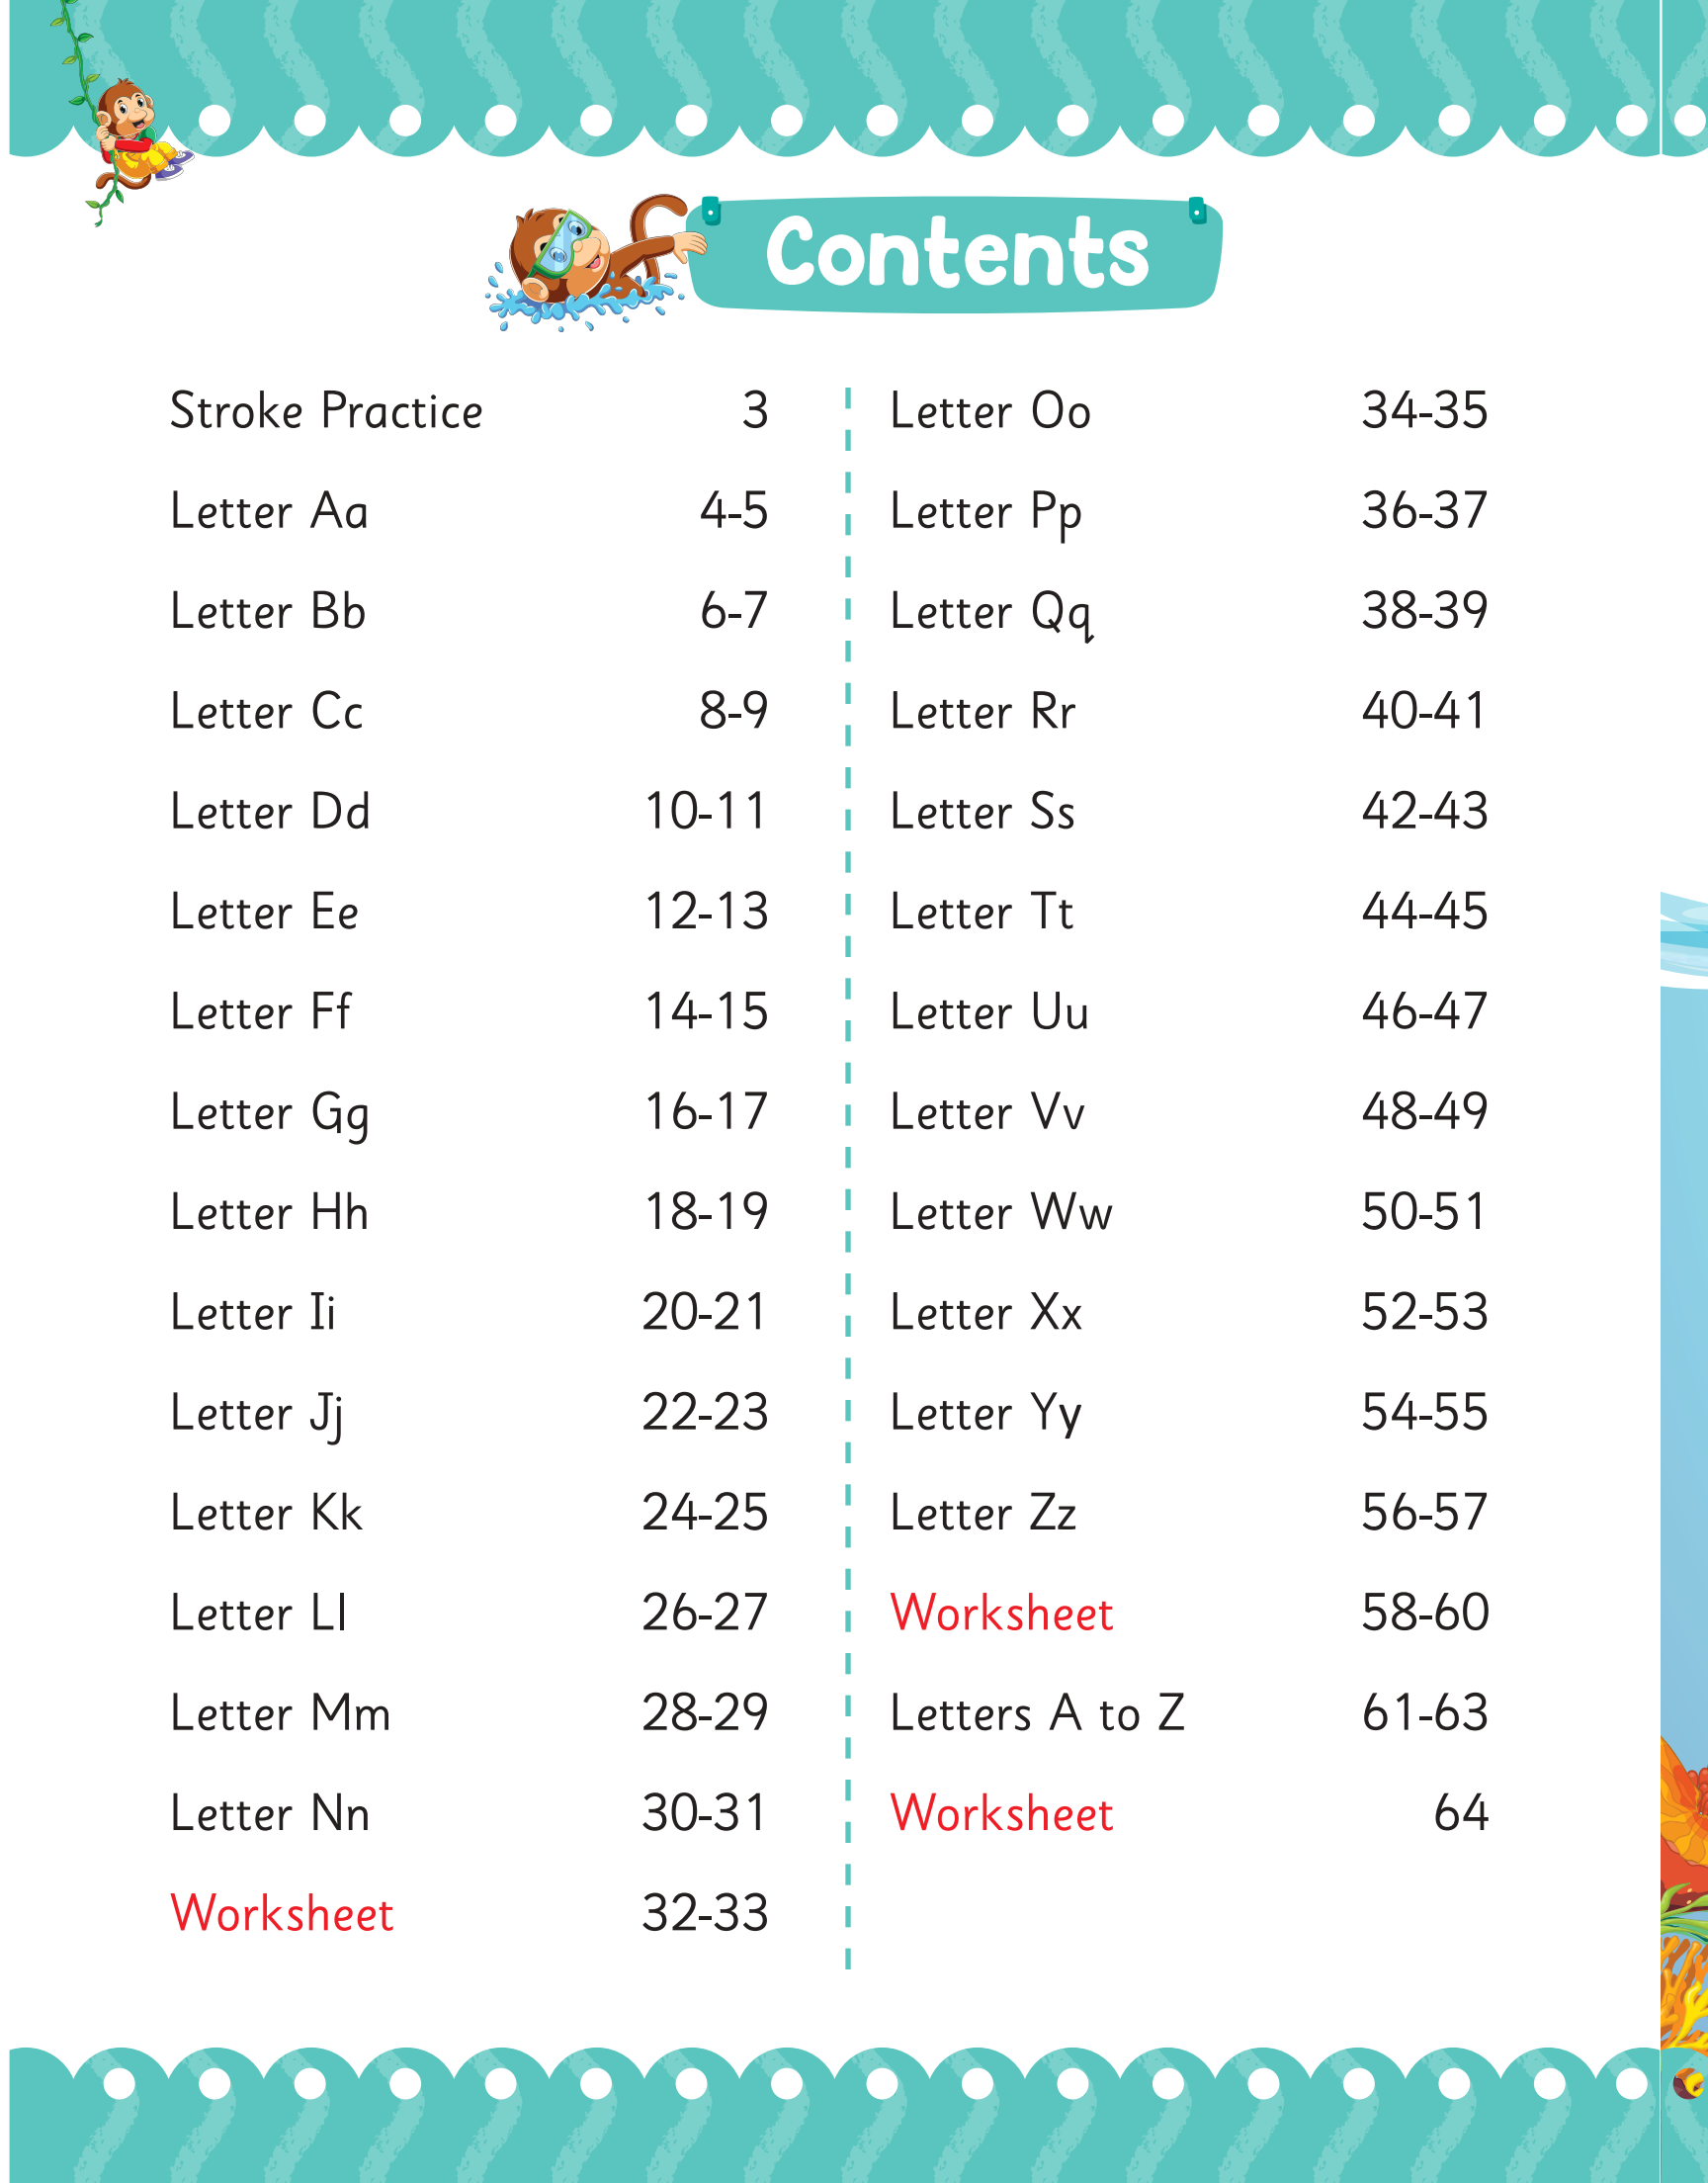 Contents
Stroke Practice 3
Letter Aa 4-5
Letter Bb 6-7
Letter Cc 8-9
Letter Dd 10-11
Letter Ee 12-13
Letter Ff 14-15
Letter Gg 16-17
Letter Hh 18-19
Letter Ii 20-21
Letter Jj 22-23
Letter Kk 24-25
Letter Ll 26-27
Letter Mm 28-29
Letter Nn 30-31
Worksheet 32-33
Letter Oo 34-35
Letter Pp 36-37
Letter Qq 38-39
Letter Rr 40-41
Letter Ss 42-43
Letter Tt 44-45
Letter Uu 46-47
Letter Vv 48-49
Letter Ww 50-51
Letter Xx 52-53
Letter Yy 54-55
Letter Zz 56-57
Worksheet 58-60
Letters A to Z 61-63
Worksheet 64